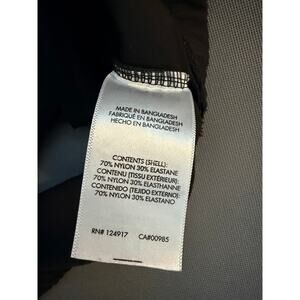 MADE IN BANGLADESH
FABRIQUÉ EN BANGLADESH
HECHO EN BANGLADESH
CONTENTS (SHELL):
70% NYLON 30% ELASTANE
CONTENU (TISSU EXTÉRIEUR):
70% NYLON 30% ELASTHANNE
CONTENIDO (TEJIDO EXTERNO):
70% NYLON 30% ELASTANO
RN# 124917 CA#00985